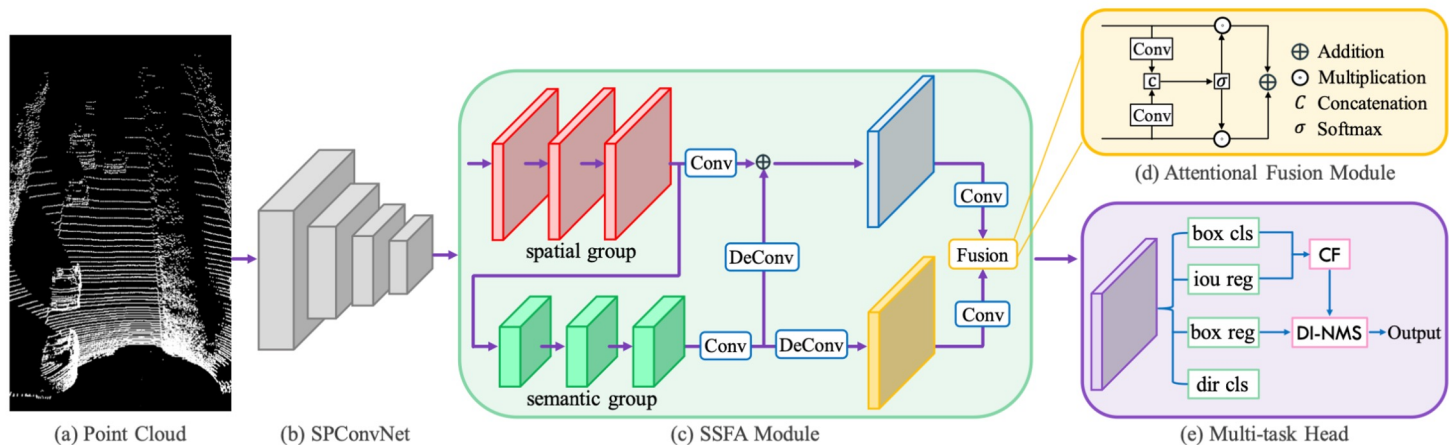 (a) Point Cloud
(b) SPConvNet
spatial group
Conv
DeConv
semantic group
Conv
DeConv
Conv
Fusion
Conv
(c) SSFA Module
Conv
C
σ
Conv
Addition
Multiplication
C Concatenation
σ Softmax
(d) Attentional Fusion Module
box cls
iou reg
box reg
dir cls
CF
DI-NMS
Output
(e) Multi-task Head